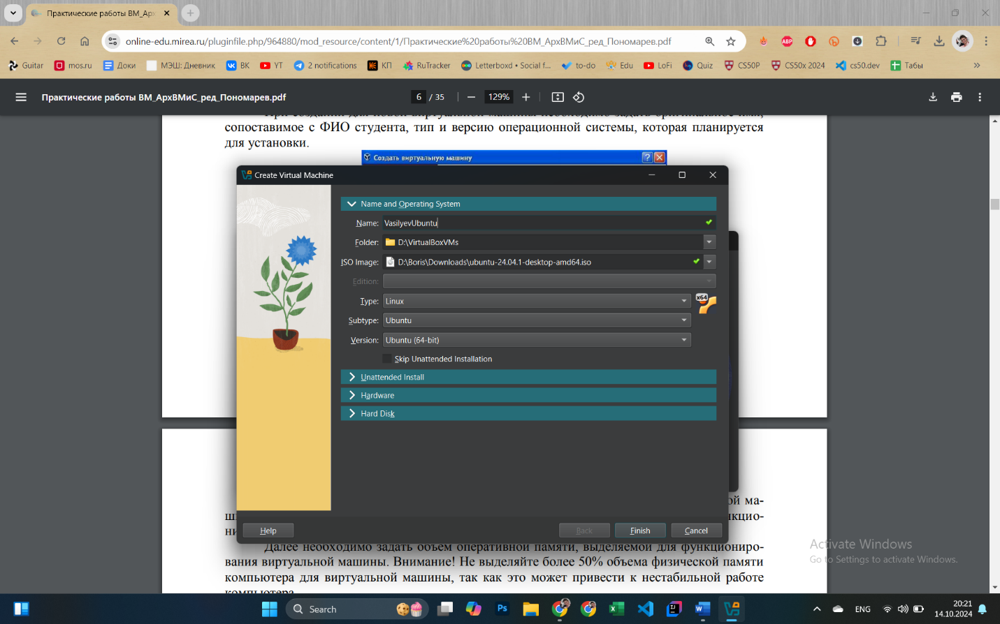 Практические работы ВМ_Арх
online-edu.mirea.ru/pluginfile.php/964880/mod_resource/content/1/Практические%20работы%20ВМ_АрхВМиС_ред_Пономарев.pdf
ABP
Guitar mos.ru Доки МЭШ: Дневник ВК YT 2 notifications КП RuTracker Letterboxd • Social f... to-do Edu LoFi Quiz CS50P CS50x 2024 cs50.dev Табы
Практические работы ВМ_АрхВМиС_ред_Пономарев.pdf 6 / 35 129%
сопоставимое с ФИО студента, тип и версию операционной системы, которая планируется
для установки.
Создать виртуальную машину
Create Virtual Machine
Name and Operating System
Name: VasilyevUbuntu
Folder: D:\VirtualBoxVMs
ISO Image: D:\Boris\Downloads\ubuntu-24.04.1-desktop-amd64.iso
Edition:
Type: Linux
x64
Subtype: Ubuntu
Version: Ubuntu (64-bit)
Skip Unattended Installation
Unattended Install
Hardware
Hard Disk
Help Back Finish Cancel
Далее необходимо задать объем оперативной памяти, выделяемой для функциониро-
вания виртуальной машины. Внимание! Не выделяйте более 50% объема физической памяти
компьютера для виртуальной машины, так как это может привести к нестабильной работе
Activate Windows
Go to Settings to activate Windows.
Search
Ps
ENG
20:21
14.10.2024